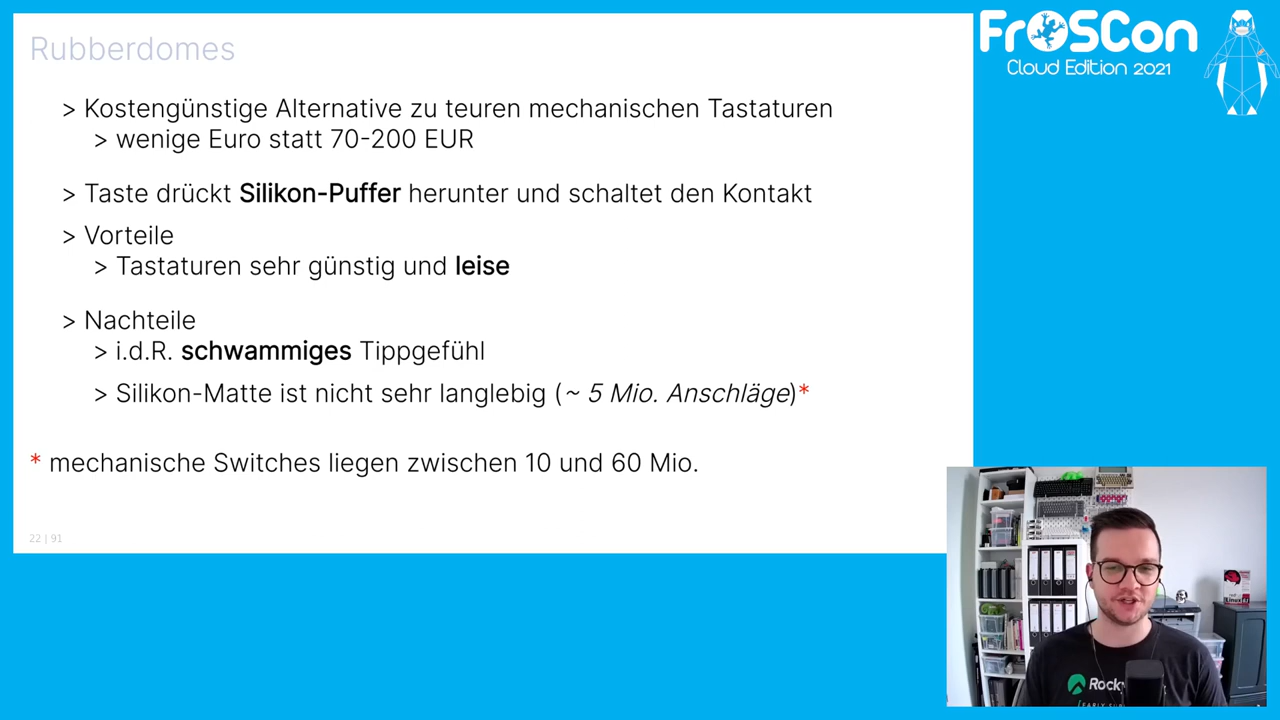 Rubberdomes
> Kostengünstige Alternative zu teuren mechanischen Tastaturen
> wenige Euro statt 70-200 EUR
> Taste drückt Silikon-Puffer herunter und schaltet den Kontakt
> Vorteile
> Tastaturen sehr günstig und leise
> Nachteile
> i.d.R. schwammiges Tippgefühl
> Silikon-Matte ist nicht sehr langlebig (~ 5 Mio. Anschläge)*
* mechanische Switches liegen zwischen 10 und 60 Mio.
22 | 91
FrOSCon
Cloud Edition 2021